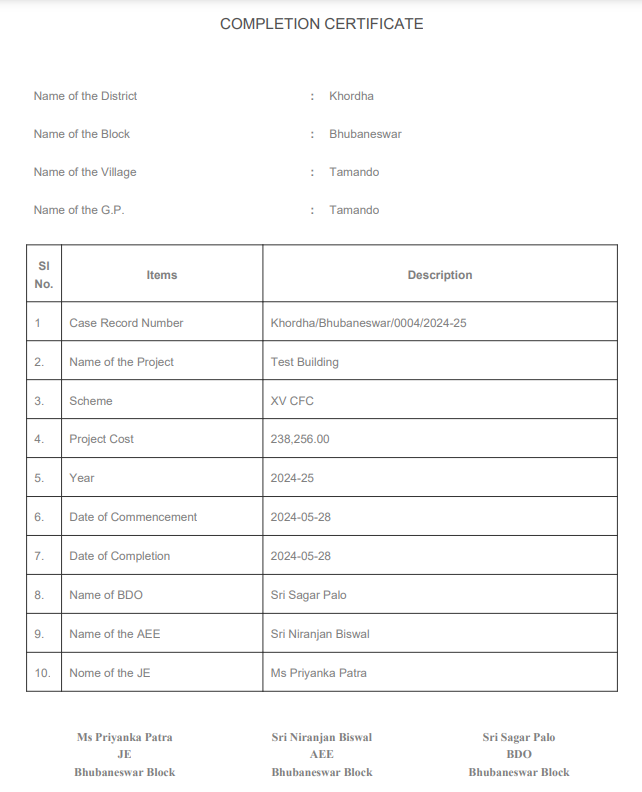 COMPLETION CERTIFICATE
Name of the District : Khordha
Name of the Block : Bhubaneswar
Name of the Village : Tamando
Name of the G.P. : Tamando
Sl No. Items Description
1 Case Record Number Khordha/Bhubaneswar/0004/2024-25
2. Name of the Project Test Building
3. Scheme XV CFC
4. Project Cost 238,256.00
5. Year 2024-25
6. Date of Commencement 2024-05-28
7. Date of Completion 2024-05-28
8. Name of BDO Sri Sagar Palo
9. Name of the AEE Sri Niranjan Biswal
10. Nome of the JE Ms Priyanka Patra
Ms Priyanka Patra Sri Niranjan Biswal Sri Sagar Palo
JE AEE BDO
Bhubaneswar Block Bhubaneswar Block Bhubaneswar Block